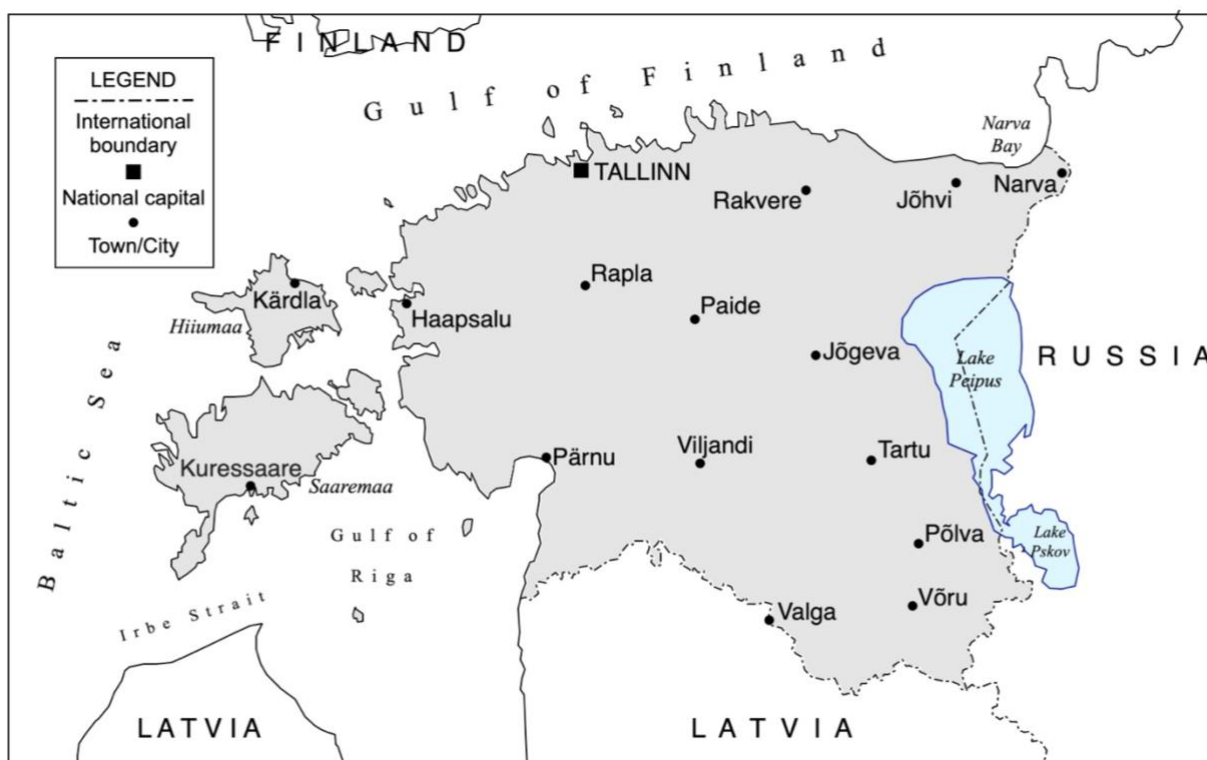 FINLAND
LEGEND
International
boundary
National capital
Town/City
Gulf of Finland
Narva
Bay
TALLINN
Rakvere
Jõhvi
Narva
Kärdla
Hiiumaa
Haapsalu
Rapla
Paide
Jõgeva
Lake
Peipus
RUSSIA
Baltic Sea
Kuressaare
Saaremaa
Pärnu
Viljandi
Tartu
Gulf of
Riga
Põlva
Lake
Pskov
Irbe Strait
Valga
Võru
LATVIA
LATVIA